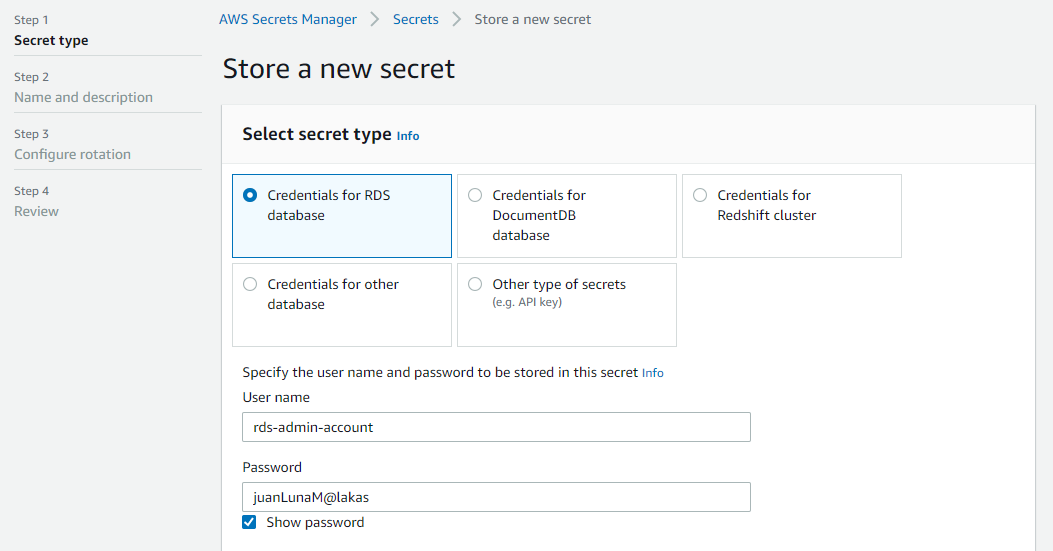 Step 1
Secret type
Step 2
Name and description
Step 3
Configure rotation
Step 4
Review
AWS Secrets Manager > Secrets > Store a new secret
Store a new secret
Select secret type Info
Credentials for RDS
database
Credentials for
DocumentDB
database
Credentials for
Redshift cluster
Credentials for other
database
Other type of secrets
(e.g. API key)
Specify the user name and password to be stored in this secret Info
User name
rds-admin-account
Password
juanLunaM@lakas
Show password